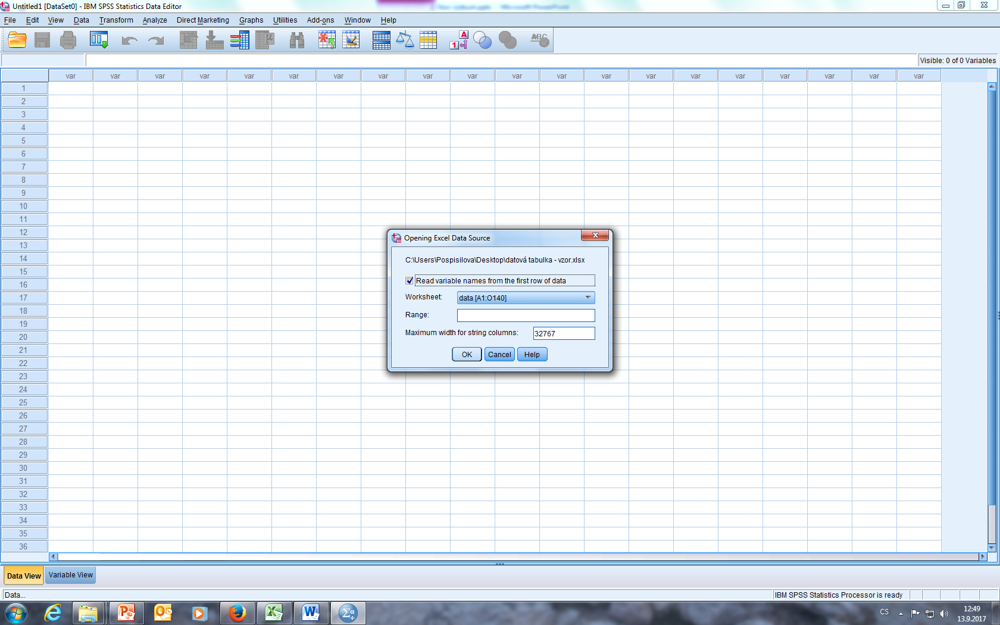 Untitled1 [DataSet0] - IBM SPSS Statistics Data Editor
File Edit View Data Transform Analyze Direct Marketing Graphs Utilities Add-ons Window Help
Visible: 0 of 0 Variables
var var var var var var var var var var var var var var var var var var var var
1
2
3
4
5
6
7
8
9
10
11
12
13
14
15
16
17
18
19
20
21
22
23
24
25
26
27
28
29
30
31
32
33
34
35
36
Opening Excel Data Source
C:\Users\Pospisilova\Desktop\datová tabulka - vzor.xlsx
Read variable names from the first row of data
Worksheet: data [A1:O140]
Range:
Maximum width for string columns: 32767
OK Cancel Help
Data View Variable View
Data...
IBM SPSS Statistics Processor is ready
CS
12:49
13.9.2017